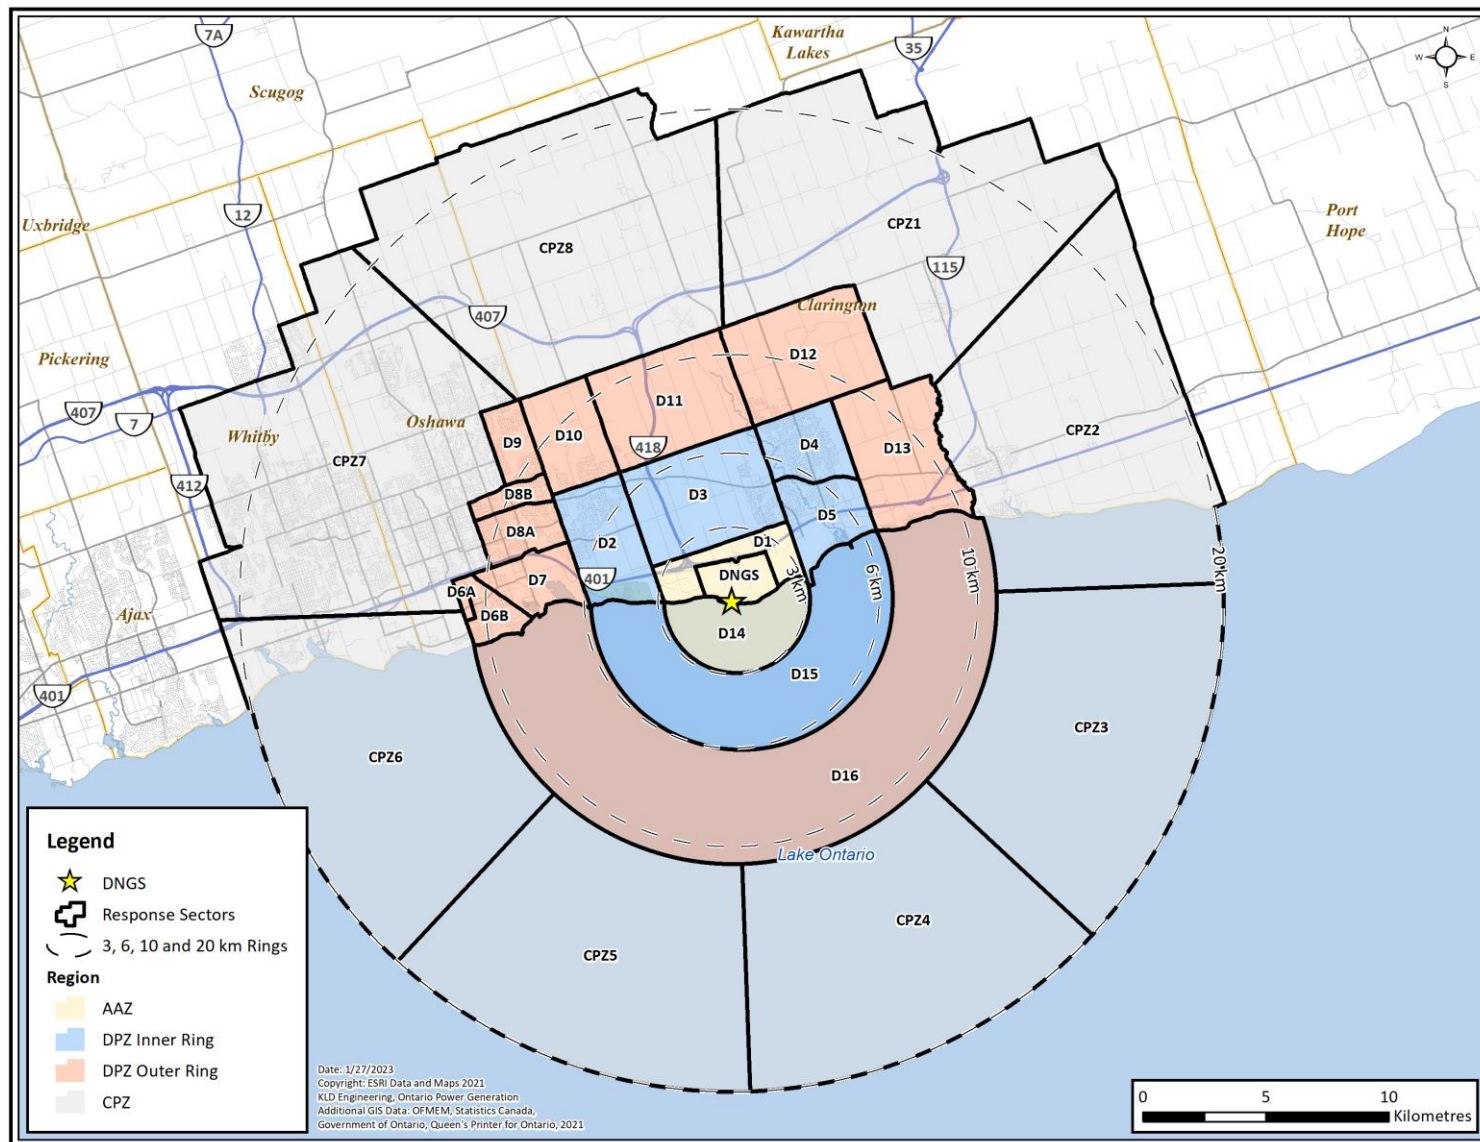 7A
Kawartha
Lakes
35
N
W
E
S
Scugog
Uxbridge
12
CPZ8
CPZ1
Port
Hope
115
407
Clarington
Pickering
D12
407
7
Whitby
Oshawa
D11
D10
D9
418
D4
D13
CPZ2
CPZ7
412
D8B
D3
D5
D8A
D2
D1
D7
401
DNGS
3 km
6 km
10 km
20 km
D6A
D6B
Ajax
D14
401
D15
CPZ3
CPZ6
D16
Lake Ontario
CPZ4
CPZ5
Legend
DNGS
Response Sectors
3, 6, 10 and 20 km Rings
Region
AAZ
DPZ Inner Ring
DPZ Outer Ring
CPZ
Date: 1/27/2023
Copyright: ESRI Data and Maps 2021
KLD Engineering, Ontario Power Generation
Additional GIS Data: OFMEM, Statistics Canada,
Government of Ontario, Queen's Printer for Ontario, 2021
0 5 10
Kilometres